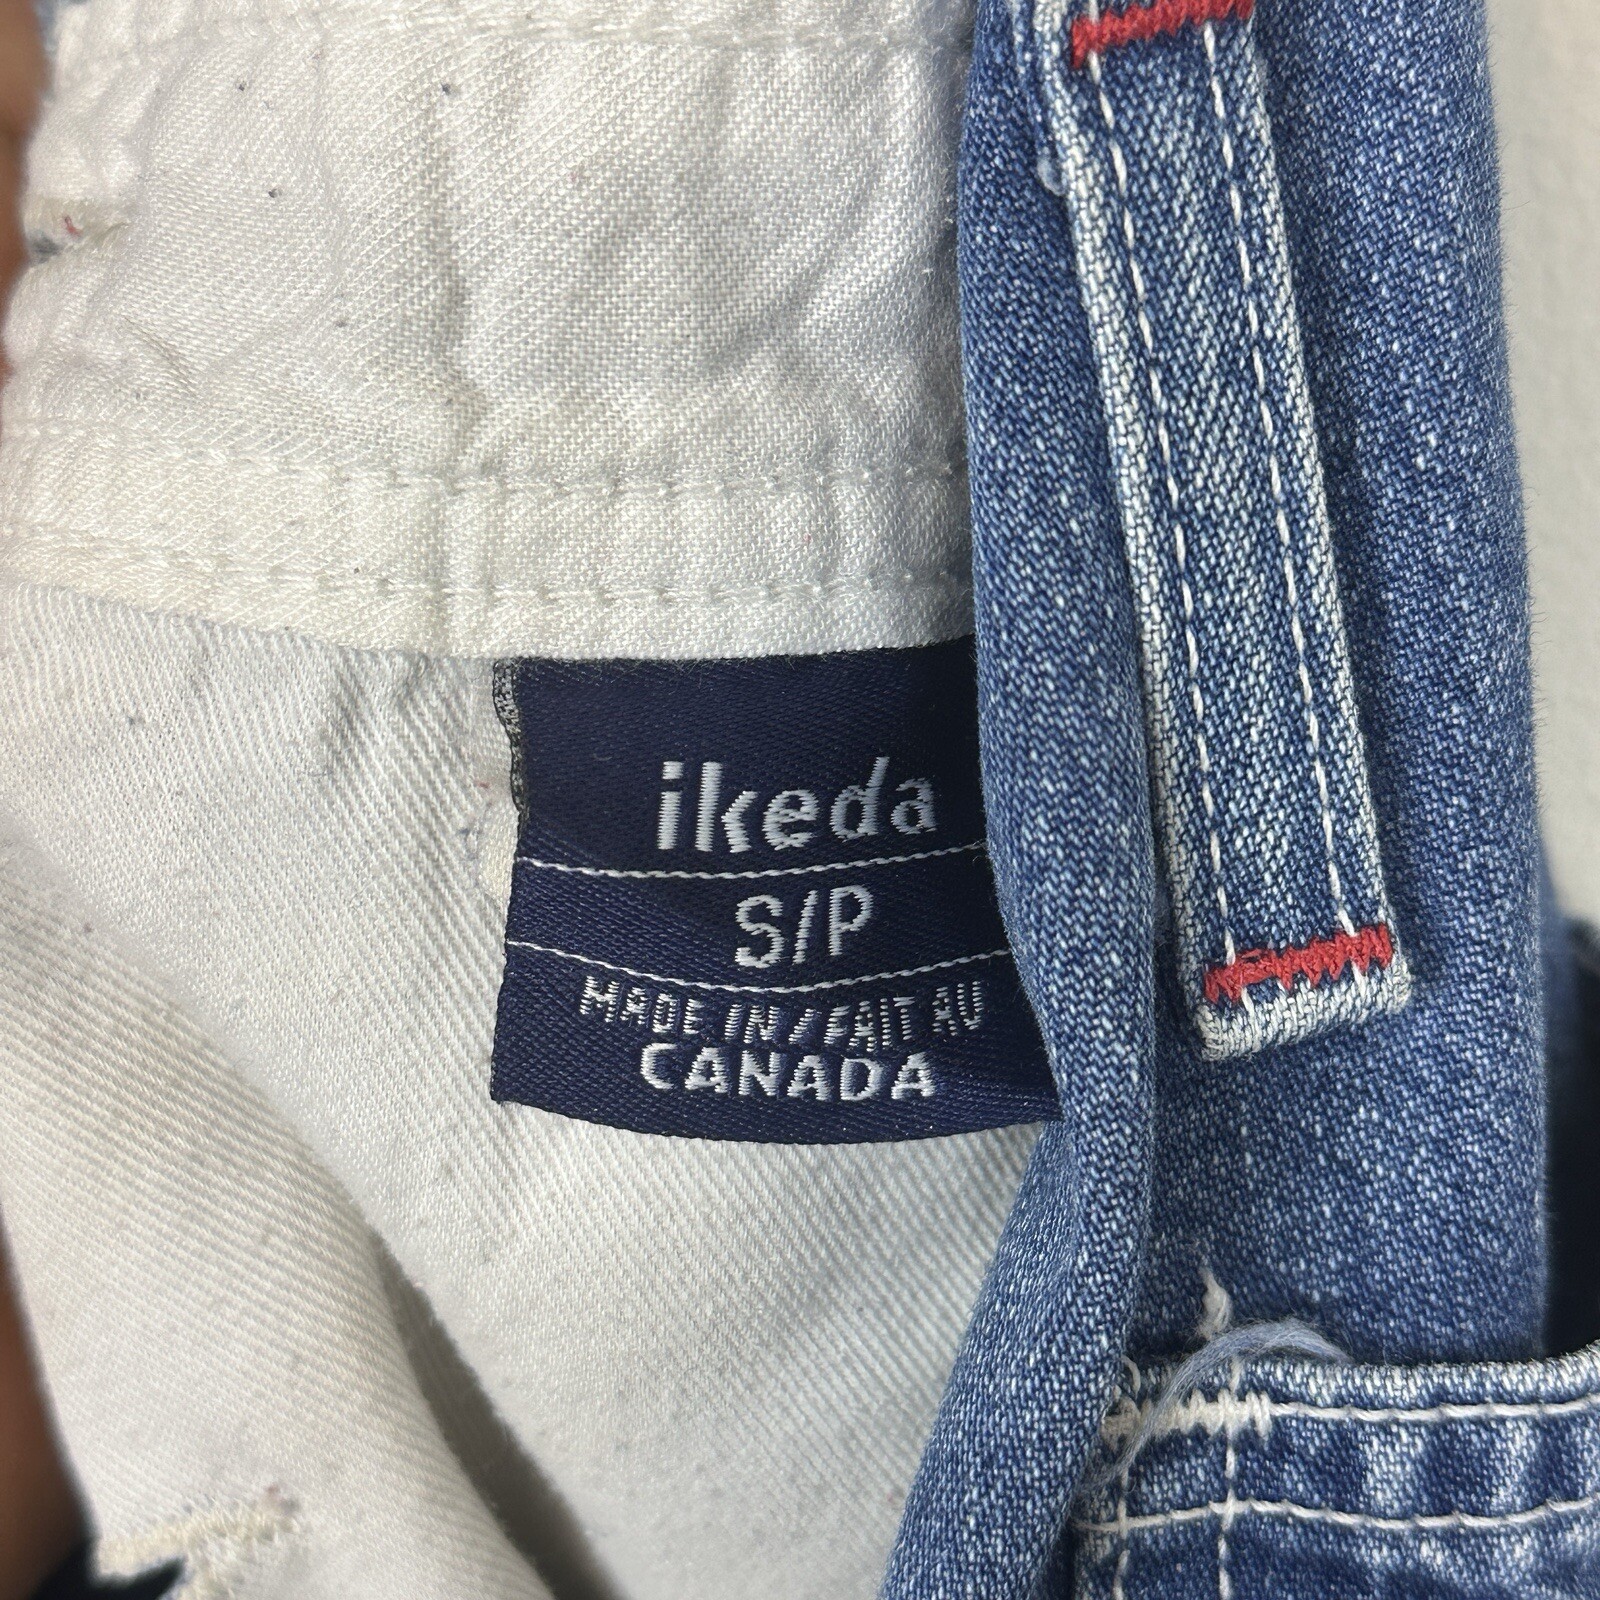 ikeda
S/P
MADE IN / FAIT AU
CANADA